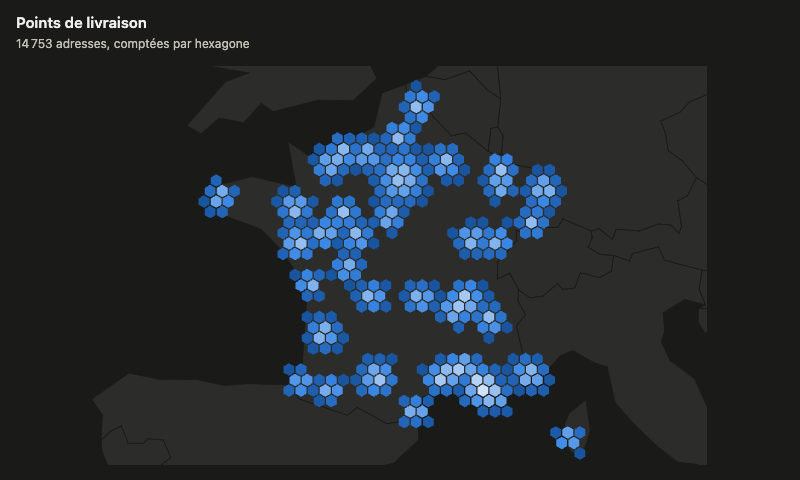 Points de livraison
14 753 adresses, comptées par hexagone